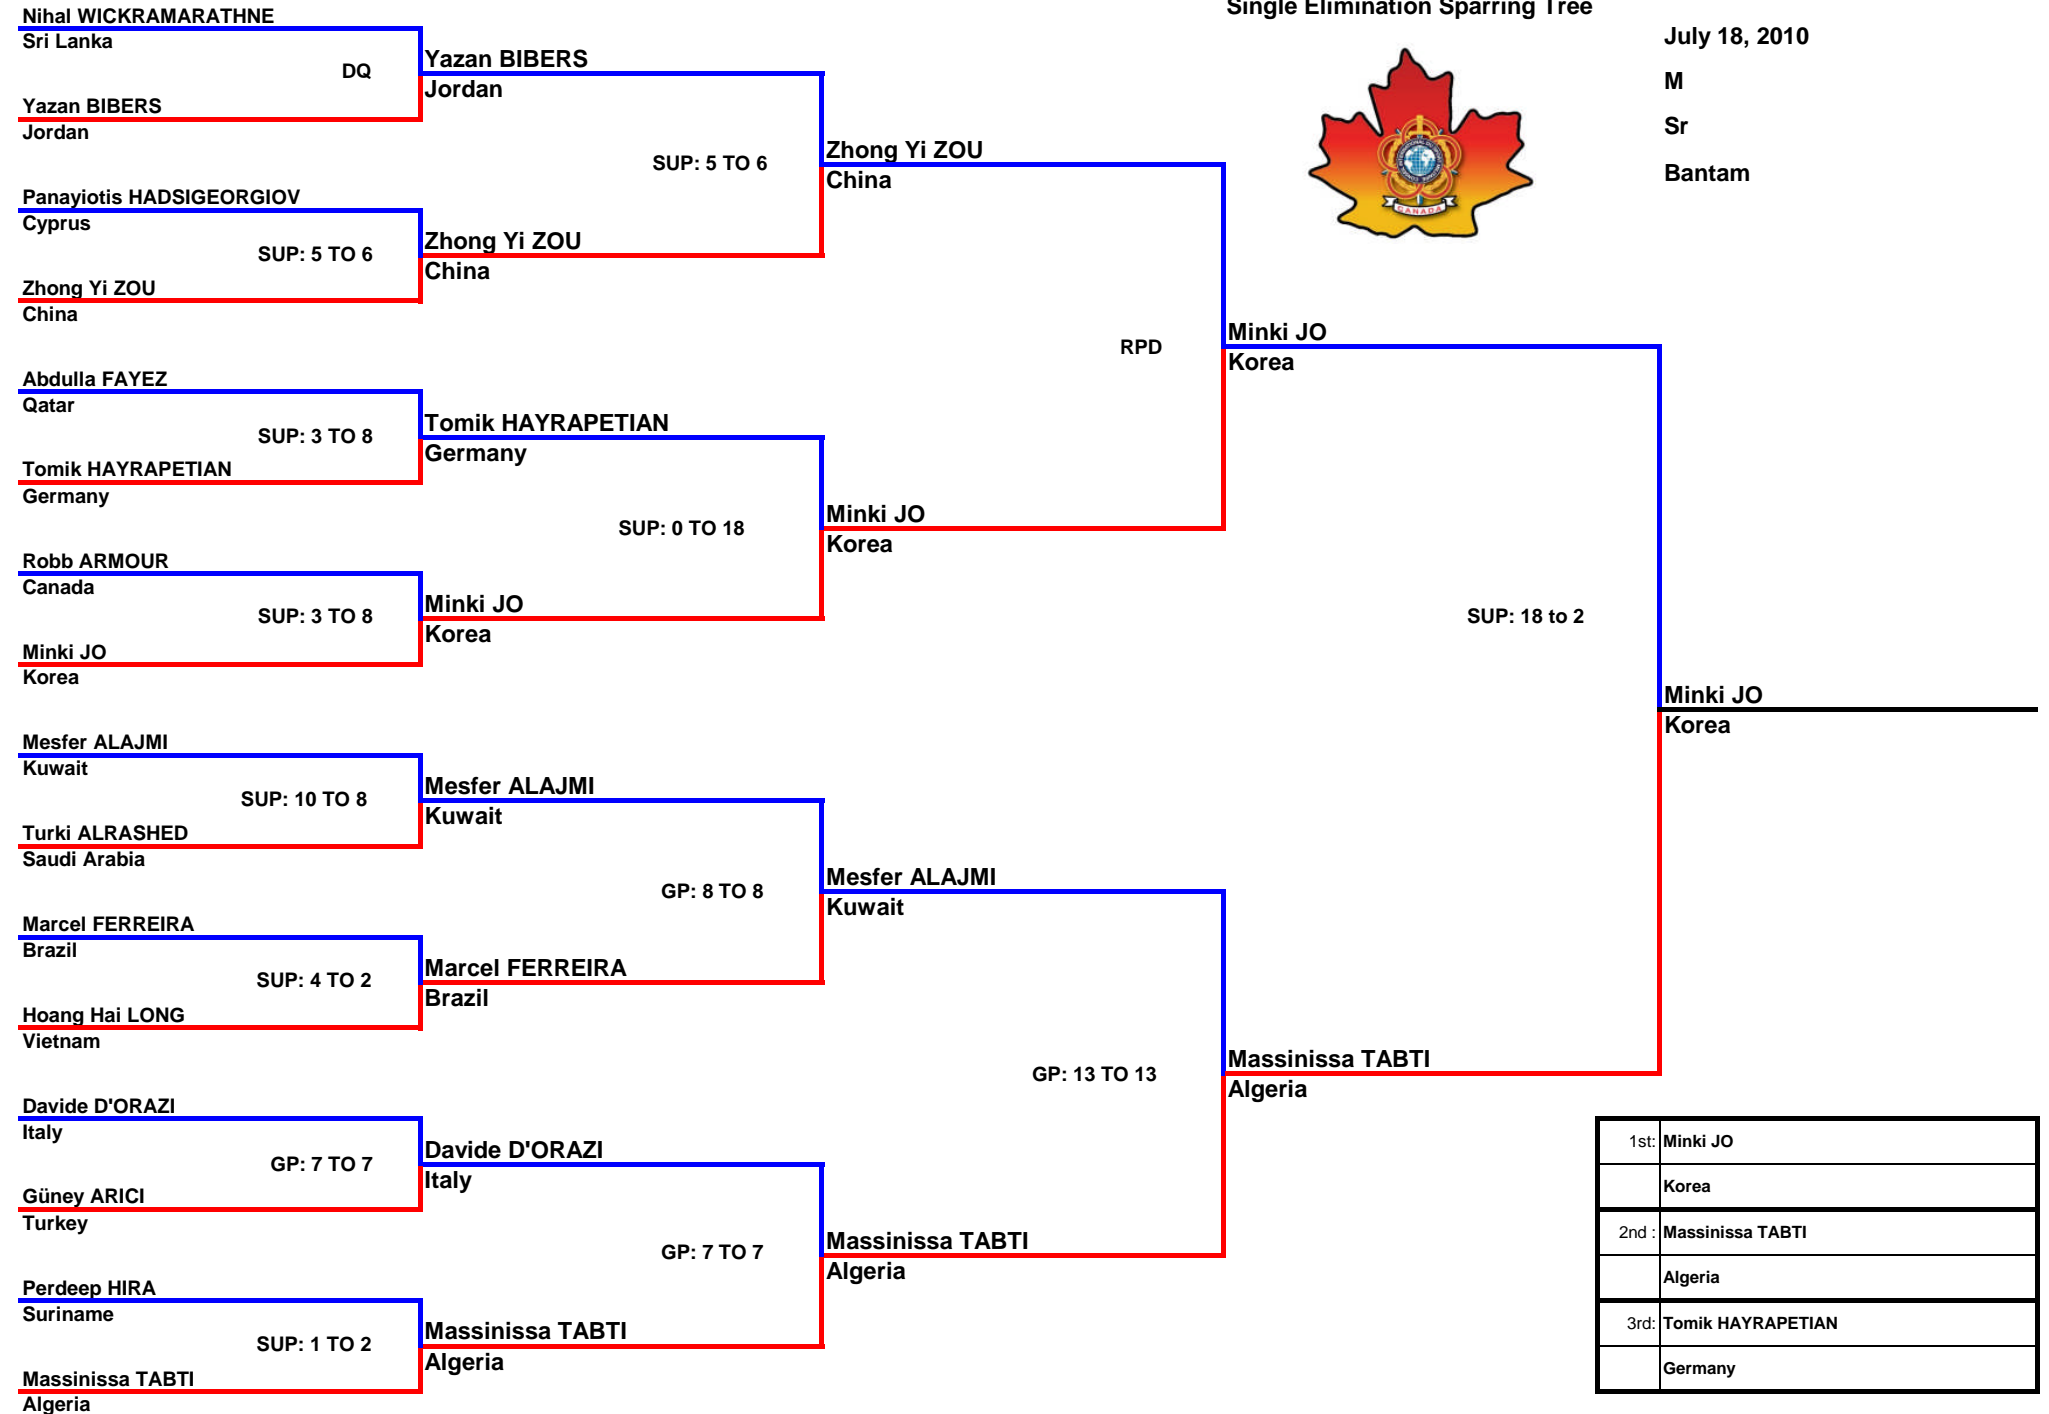 Single Elimination Sparring Tree
July 18, 2010
M
Sr
Bantam
CANADA
Nihal WICKRAMARATHNE
Sri Lanka
DQ
Yazan BIBERS
Jordan
Panayiotis HADSIGEORGIOV
Cyprus
SUP: 5 TO 6
Zhong Yi ZOU
China
Abdulla FAYEZ
Qatar
SUP: 3 TO 8
Tomik HAYRAPETIAN
Germany
Robb ARMOUR
Canada
SUP: 3 TO 8
Minki JO
Korea
Mesfer ALAJMI
Kuwait
SUP: 10 TO 8
Turki ALRASHED
Saudi Arabia
Marcel FERREIRA
Brazil
SUP: 4 TO 2
Hoang Hai LONG
Vietnam
Davide D'ORAZI
Italy
GP: 7 TO 7
Güney ARICI
Turkey
Perdeep HIRA
Suriname
SUP: 1 TO 2
Massinissa TABTI
Algeria
Yazan BIBERS
Jordan
SUP: 5 TO 6
Zhong Yi ZOU
China
Tomik HAYRAPETIAN
Germany
SUP: 0 TO 18
Minki JO
Korea
Mesfer ALAJMI
Kuwait
GP: 8 TO 8
Marcel FERREIRA
Brazil
Davide D'ORAZI
Italy
GP: 7 TO 7
Massinissa TABTI
Algeria
Zhong Yi ZOU
China
RPD
Minki JO
Korea
Mesfer ALAJMI
Kuwait
GP: 13 TO 13
Massinissa TABTI
Algeria
Minki JO
Korea
SUP: 18 to 2
Massinissa TABTI
Algeria
Minki JO
Korea
1st: Minki JO
Korea
2nd : Massinissa TABTI
Algeria
3rd: Tomik HAYRAPETIAN
Germany